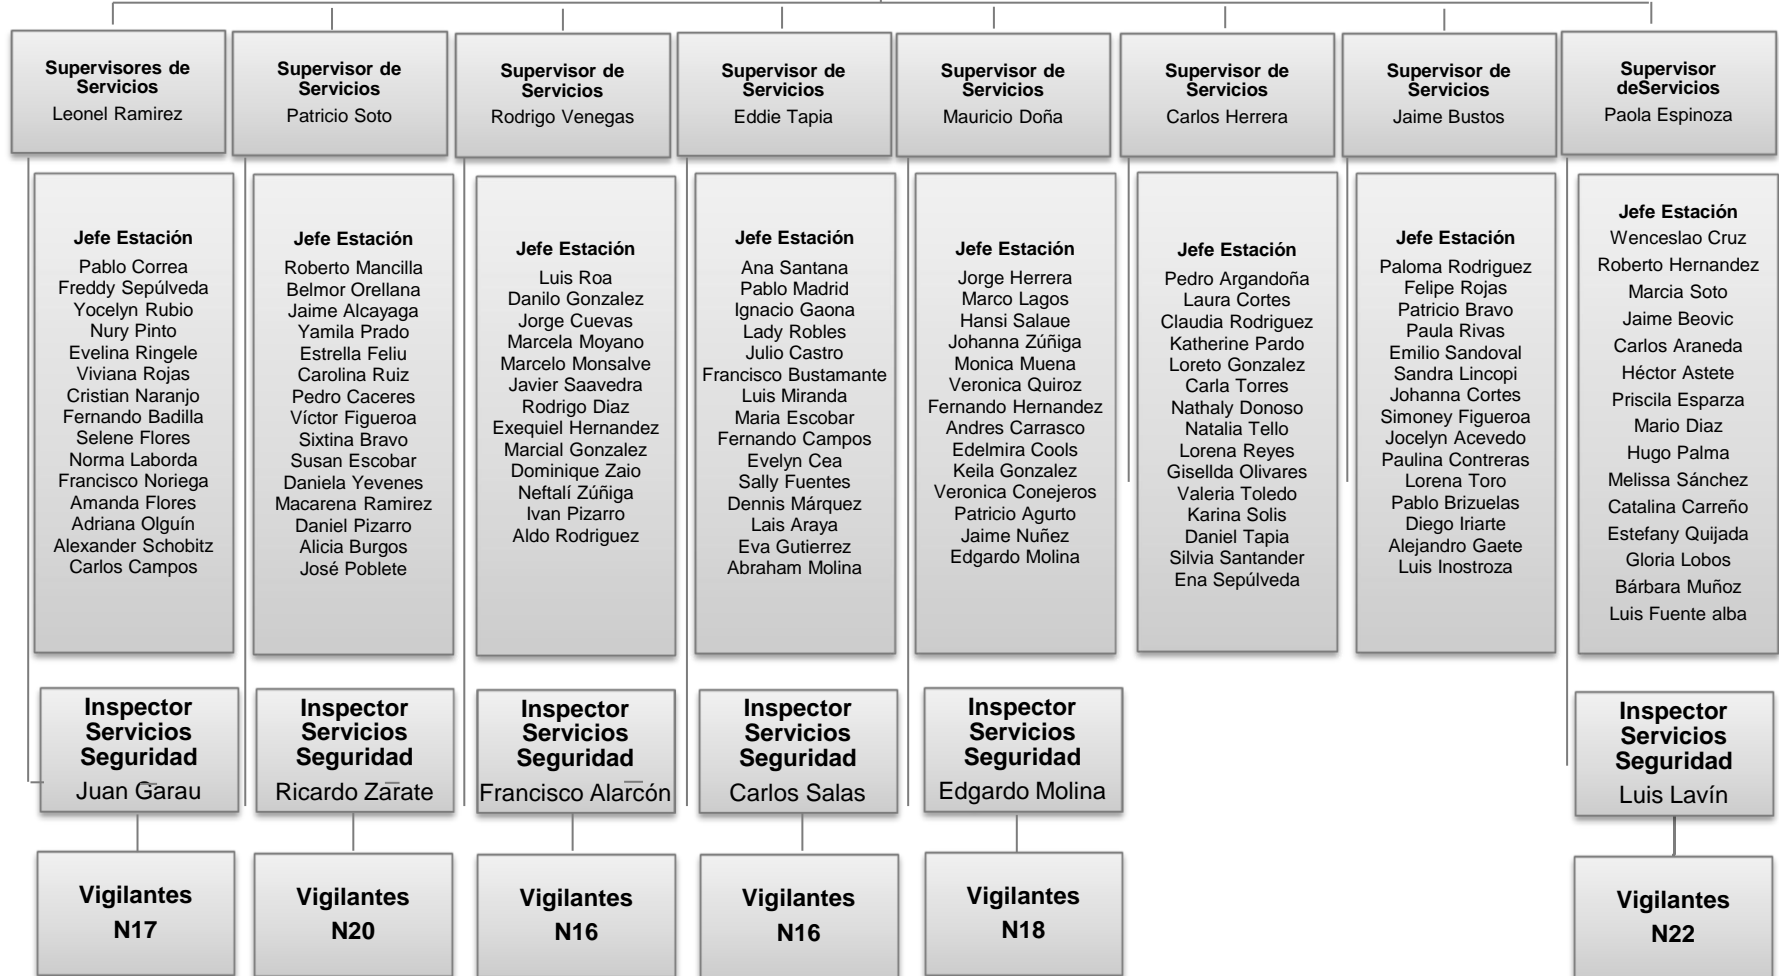 Supervisores de
Servicios
Leonel Ramirez
Supervisor de
Servicios
Patricio Soto
Supervisor de
Servicios
Rodrigo Venegas
Supervisor de
Servicios
Eddie Tapia
Supervisor de
Servicios
Mauricio Doña
Supervisor de
Servicios
Carlos Herrera
Supervisor de
Servicios
Jaime Bustos
Supervisor
deServicios
Paola Espinoza
Jefe Estación
Pablo Correa
Freddy Sepúlveda
Yocelyn Rubio
Nury Pinto
Evelina Ringele
Viviana Rojas
Cristian Naranjo
Fernando Badilla
Selene Flores
Norma Laborda
Francisco Noriega
Amanda Flores
Adriana Olguín
Alexander Schobitz
Carlos Campos
Jefe Estación
Roberto Mancilla
Belmor Orellana
Jaime Alcayaga
Yamila Prado
Estrella Feliu
Carolina Ruiz
Pedro Caceres
Víctor Figueroa
Sixtina Bravo
Susan Escobar
Daniela Yevenes
Macarena Ramirez
Daniel Pizarro
Alicia Burgos
José Poblete
Jefe Estación
Luis Roa
Danilo Gonzalez
Jorge Cuevas
Marcela Moyano
Marcelo Monsalve
Javier Saavedra
Rodrigo Diaz
Exequiel Hernandez
Marcial Gonzalez
Dominique Zaio
Neftalí Zúñiga
Ivan Pizarro
Aldo Rodriguez
Jefe Estación
Ana Santana
Pablo Madrid
Ignacio Gaona
Lady Robles
Julio Castro
Francisco Bustamante
Luis Miranda
Maria Escobar
Fernando Campos
Evelyn Cea
Sally Fuentes
Dennis Márquez
Lais Araya
Eva Gutierrez
Abraham Molina
Jefe Estación
Jorge Herrera
Marco Lagos
Hansi Salaue
Johanna Zúñiga
Monica Muena
Veronica Quiroz
Fernando Hernandez
Andres Carrasco
Edelmira Cools
Keila Gonzalez
Veronica Conejeros
Patricio Agurto
Jaime Nuñez
Edgardo Molina
Jefe Estación
Pedro Argandoña
Laura Cortes
Claudia Rodriguez
Katherine Pardo
Loreto Gonzalez
Carla Torres
Nathaly Donoso
Natalia Tello
Lorena Reyes
Gisellda Olivares
Valeria Toledo
Karina Solis
Daniel Tapia
Silvia Santander
Ena Sepúlveda
Jefe Estación
Paloma Rodriguez
Felipe Rojas
Patricio Bravo
Paula Rivas
Emilio Sandoval
Sandra Lincopi
Johanna Cortes
Simoney Figueroa
Jocelyn Acevedo
Paulina Contreras
Lorena Toro
Pablo Brizuelas
Diego Iriarte
Alejandro Gaete
Luis Inostroza
Jefe Estación
Wenceslao Cruz
Roberto Hernandez
Marcia Soto
Jaime Beovic
Carlos Araneda
Héctor Astete
Priscila Esparza
Mario Diaz
Hugo Palma
Melissa Sánchez
Catalina Carreño
Estefany Quijada
Gloria Lobos
Bárbara Muñoz
Luis Fuente alba
Inspector
Servicios
Seguridad
Juan Garau
Inspector
Servicios
Seguridad
Ricardo Zarate
Inspector
Servicios
Seguridad
Francisco Alarcón
Inspector
Servicios
Seguridad
Carlos Salas
Inspector
Servicios
Seguridad
Edgardo Molina
Inspector
Servicios
Seguridad
Luis Lavín
Vigilantes
N17
Vigilantes
N20
Vigilantes
N16
Vigilantes
N16
Vigilantes
N18
Vigilantes
N22